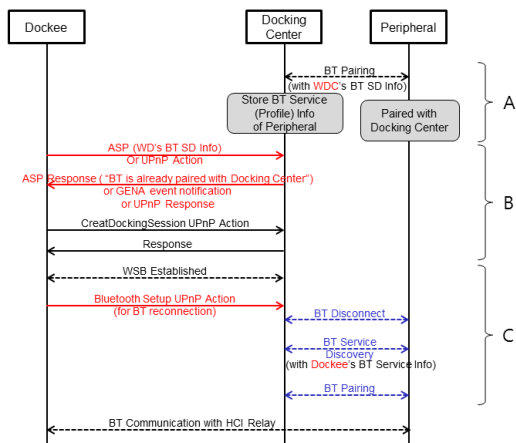 Dockee
Docking
Center
Peripheral
BT Pairing
(with WDC's BT SD Info)
Store BT Service
(Profile) Info
of Peripheral
Paired with
Docking Center
A
ASP (WD's BT SD Info)
Or UPnP Action
ASP Response ( "BT is already paired with Docking Center")
or GENA event notification
or UPnP Response
B
CreatDockingSession UPnP Action
Response
WSB Established
Bluetooth Setup UPnP Action
(for BT reconnection)
BT Disconnect
BT Service
Discovery
(with Dockee's BT Service Info)
C
BT Pairing
BT Communication with HCI Relay